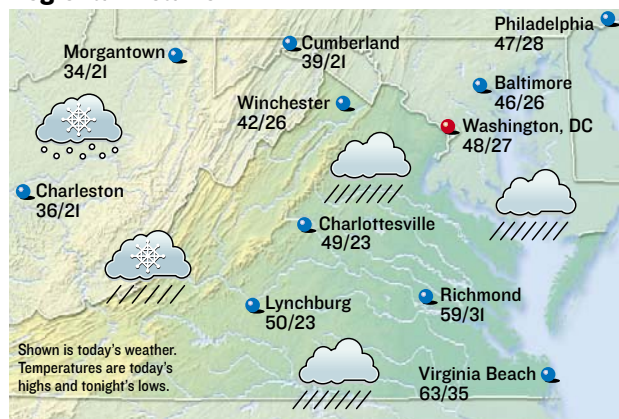 Philadelphia
47/28
Morgantown
34/21
Cumberland
39/21
Baltimore
46/26
Winchester
42/26
Washington, DC
48/27
Charleston
36/21
Charlottesville
49/23
Lynchburg
50/23
Richmond
59/31
Shown is today's weather.
Temperatures are today's
highs and tonight's lows.
Virginia Beach
63/35